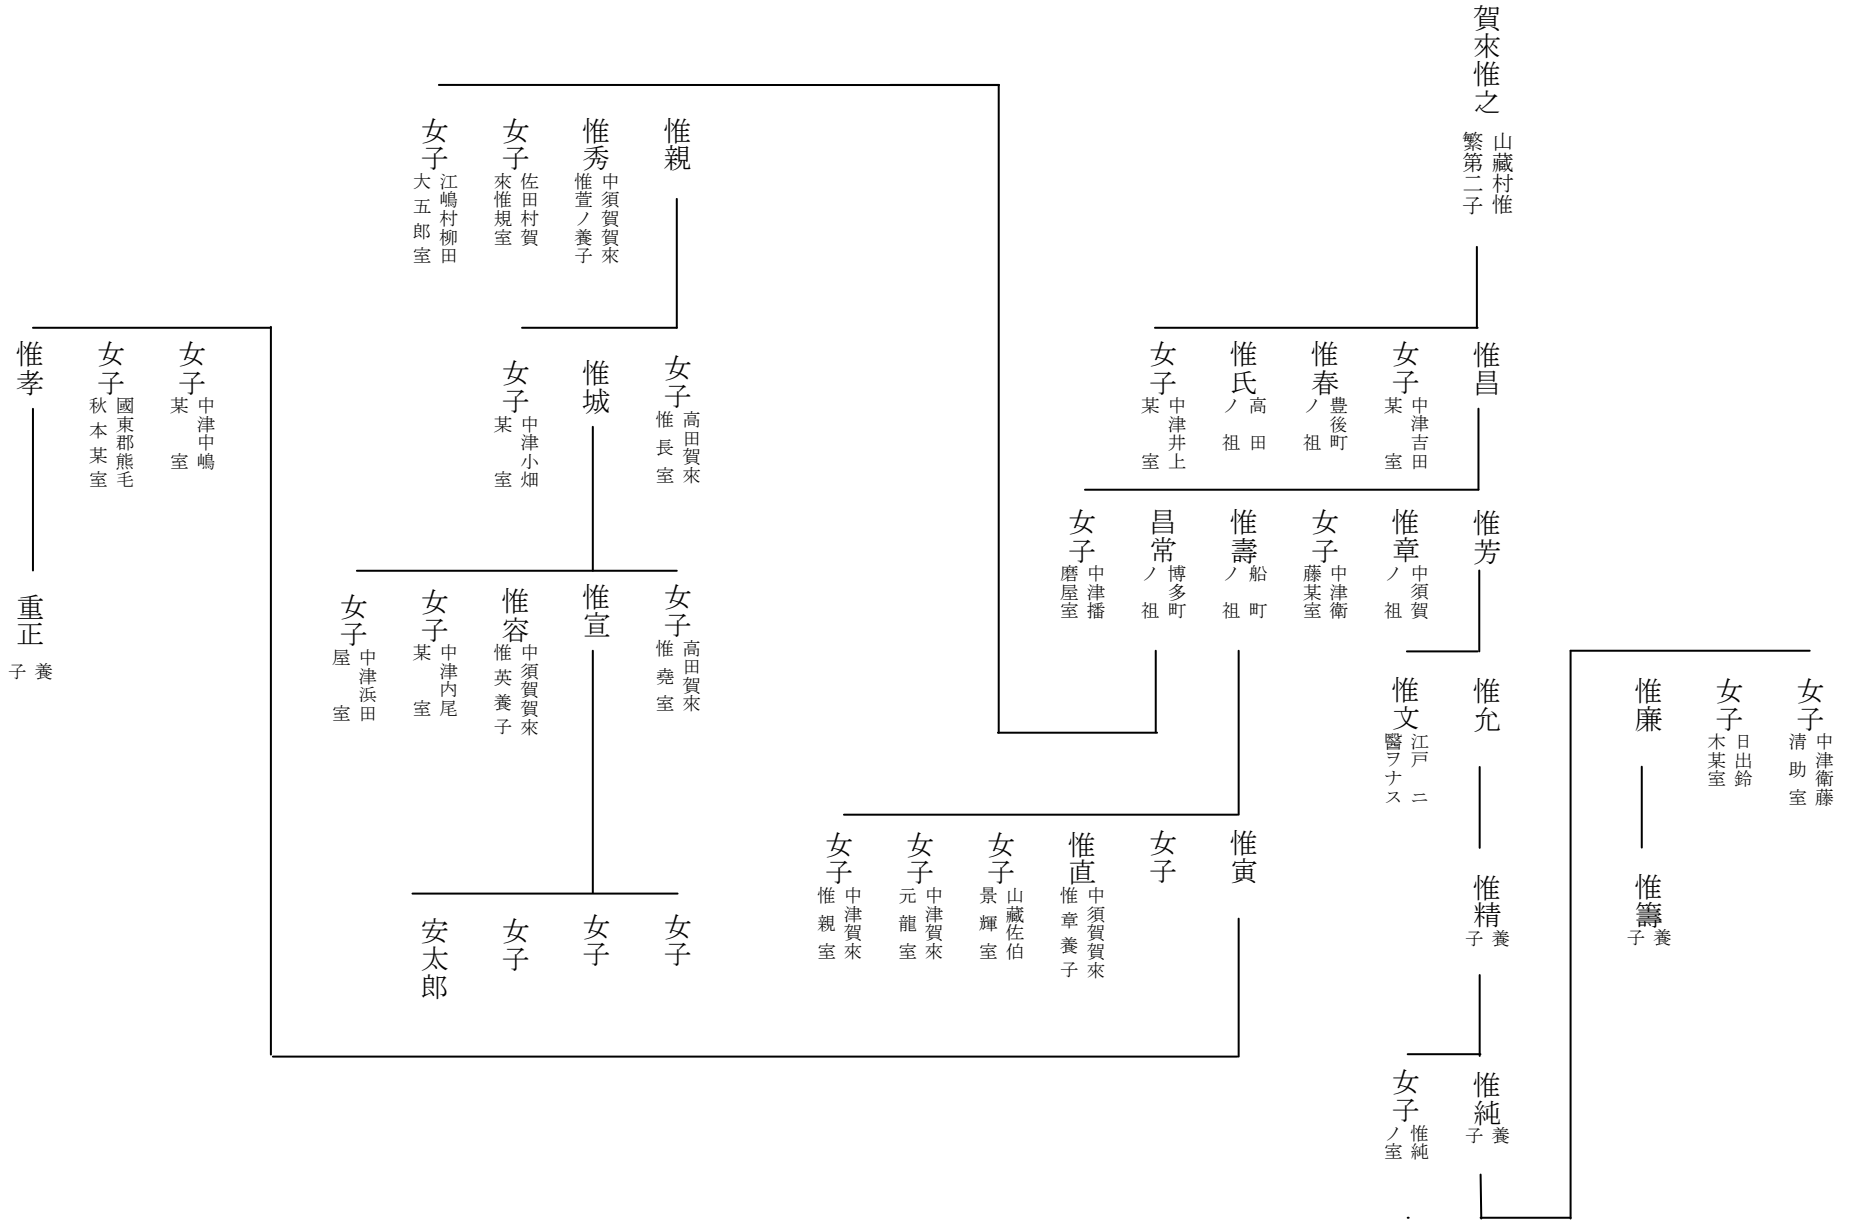 賀來惟之
山藏村惟
繁第二子
惟昌
女子
中津吉田
某室
惟春
豊後町
ノ祖
惟氏
高田
ノ祖
女子
中津井上
某室
惟芳
惟章
中須賀
ノ祖
女子
中津衛
藤某室
惟壽
船町
ノ祖
昌常
博多町
ノ祖
女子
中津播
磨屋室
惟允
惟文
江戸ニ
醫ヲナス
惟精
養
子
惟純
養
子
女子
惟純
ノ室
女子
中津衛藤
清助室
女子
日出鈴
木某室
惟廉
惟籌
養
子
惟寅
女子
惟直
中須賀賀來
惟章養子
女子
山藏佐伯
景輝室
女子
中津賀來
元龍室
女子
中津賀來
惟親室
惟親
惟秀
中須賀賀來
惟萱ノ養子
女子
佐田村賀
來惟規室
女子
江嶋村柳田
大五郎室
女子
高田賀來
惟長室
惟城
女子
中津小畑
某室
女子
高田賀來
惟堯室
惟宣
惟容
中須賀賀來
惟英養子
女子
中津内尾
某室
女子
中津浜田
屋室
女子
女子
女子
安太郎
女子
中津中嶋
某室
女子
國東郡熊毛
秋本某室
惟孝
重正
養
子